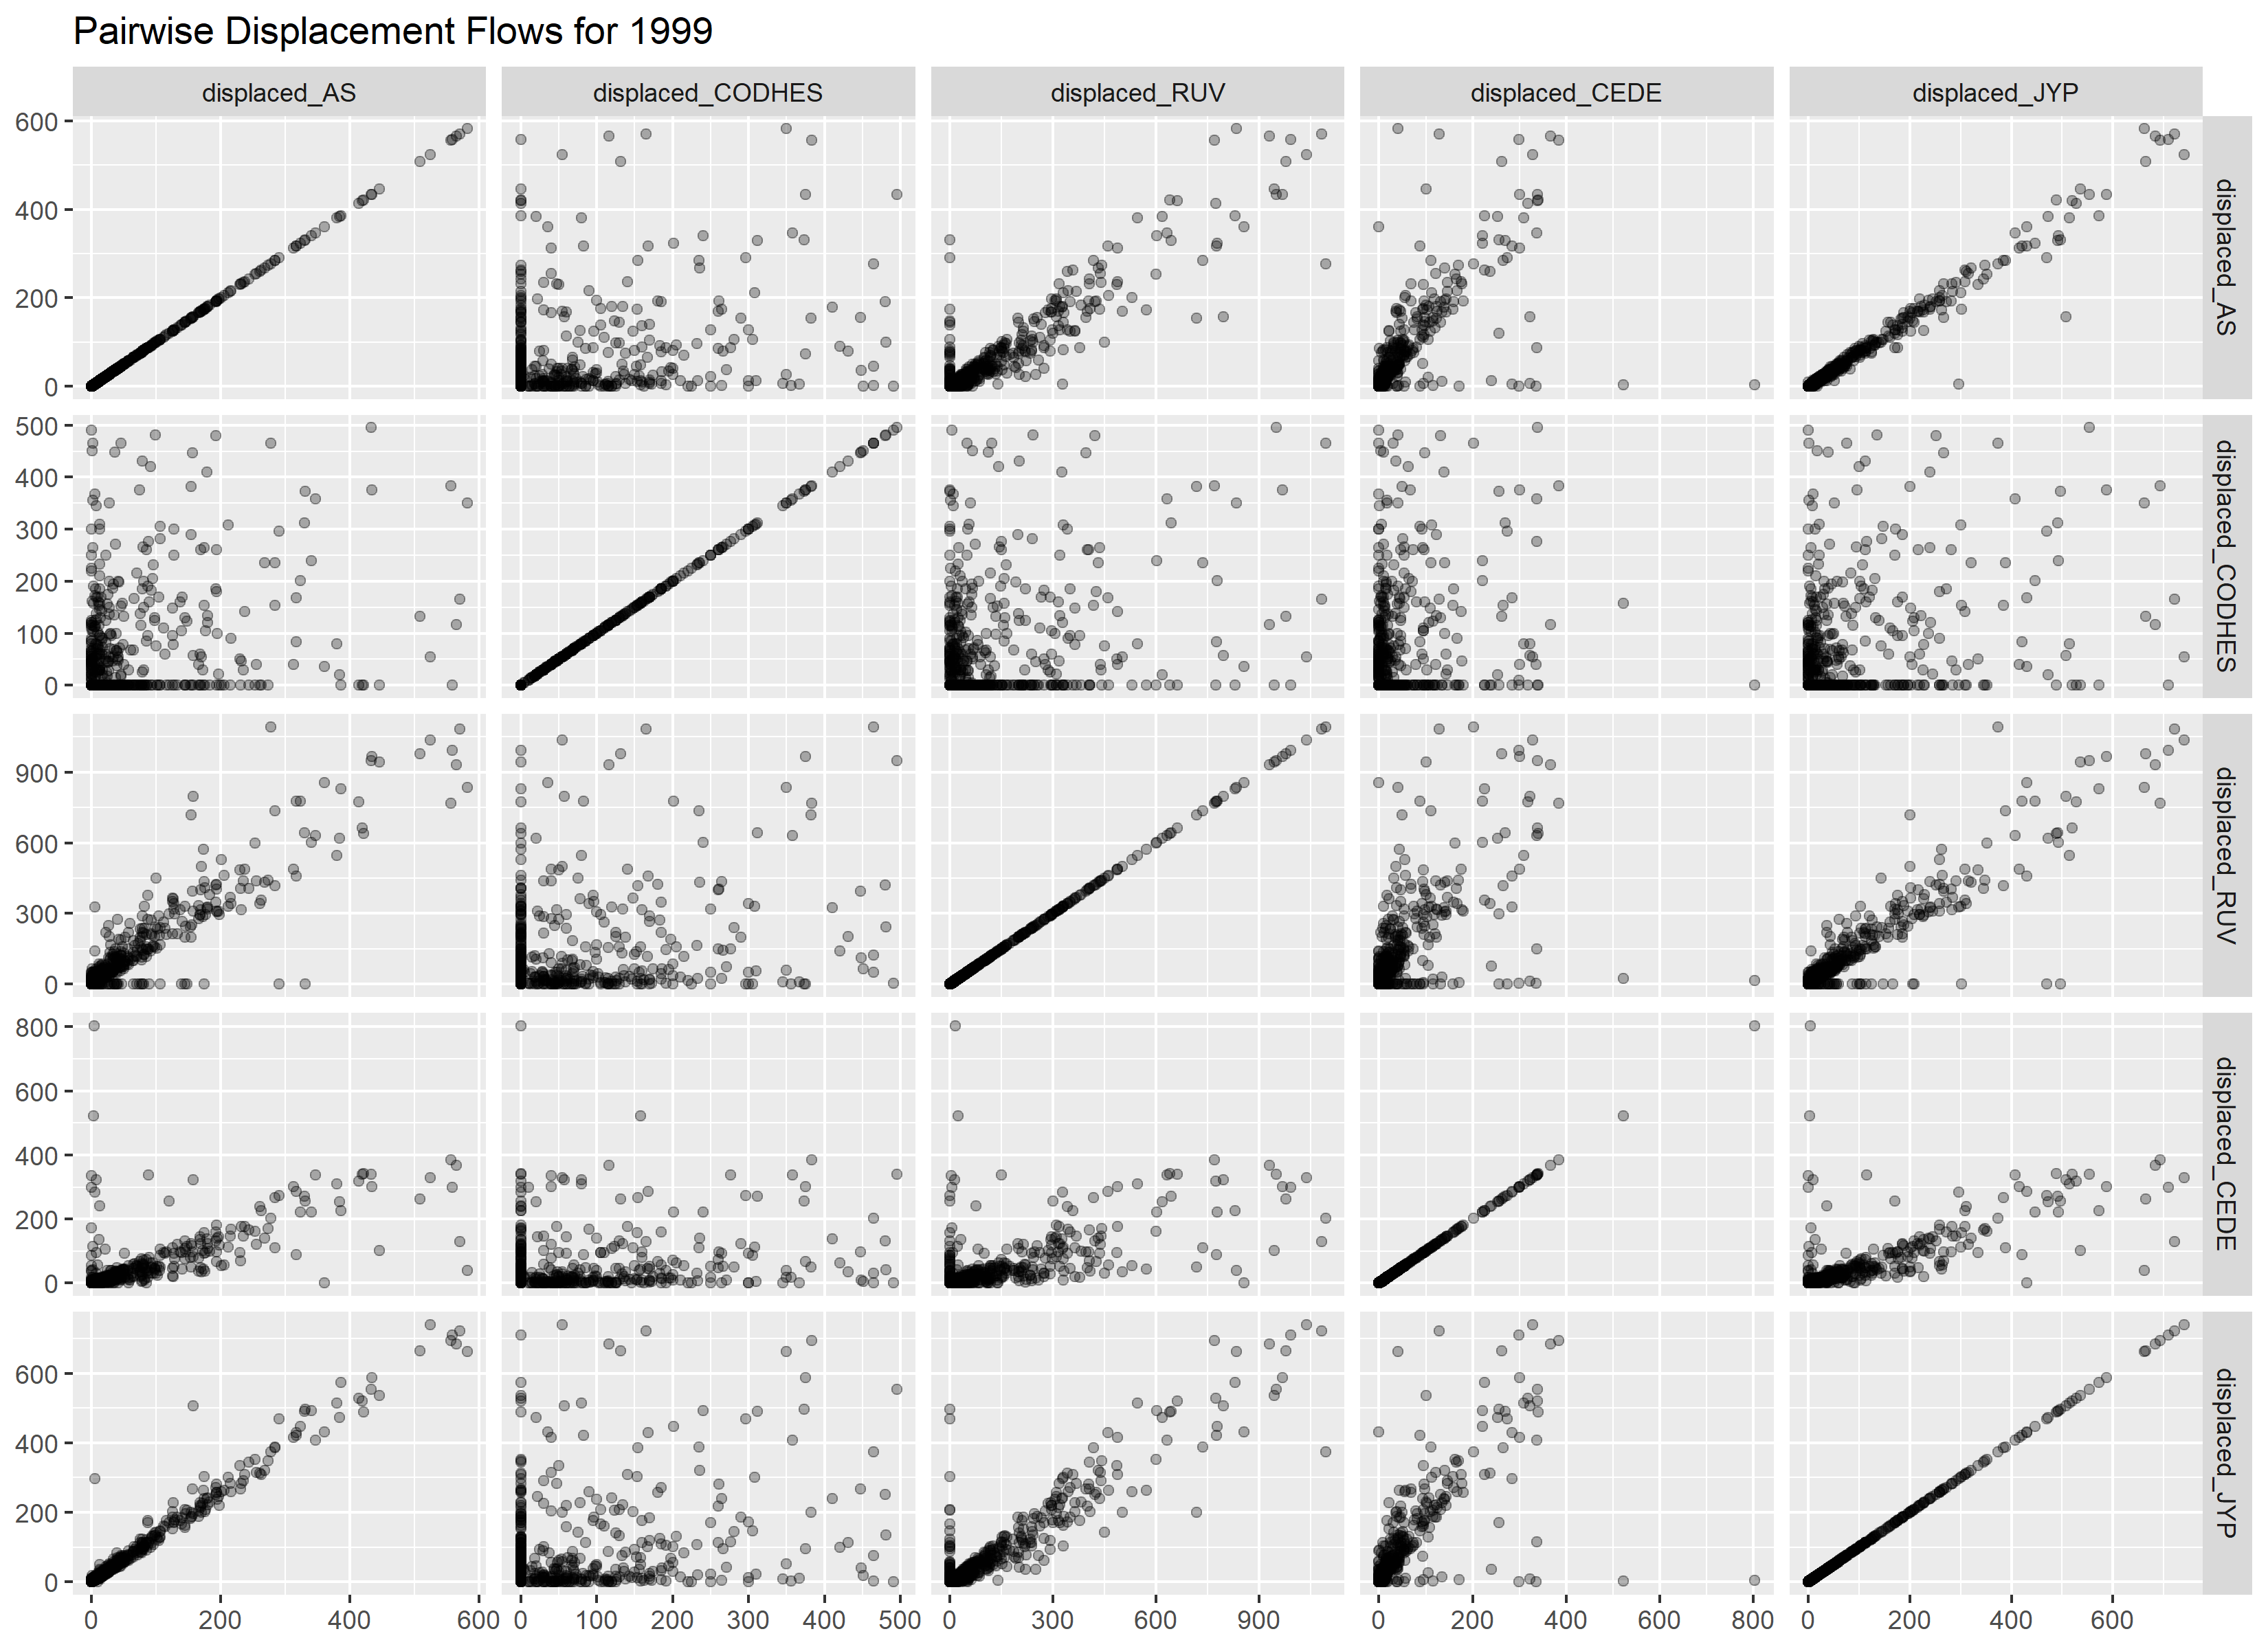 Pairwise Displacement Flows for 1999
displaced_AS displaced_CODHES displaced_RUV displaced_CEDE displaced_JYP
600
400
200
0
displaced_AS
500
400
300
200
100
0
displaced_CODHES
900
600
300
0
displaced_RUV
800
600
400
200
0
displaced_CEDE
600
400
200
0
displaced_JYP
0 200 400 600 0 100 200 300 400 500 0 300 600 900 0 200 400 600 800 0 200 400 600